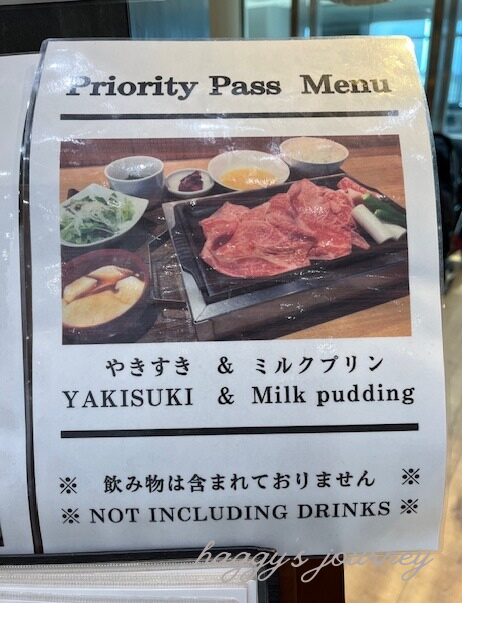 Priority Pass Menu
やきすき & ミルクプリン
YAKISUKI & Milk pudding
※ 飲み物は含まれておりません ※
※ NOT INCLUDING DRINKS ※
haggy's journey